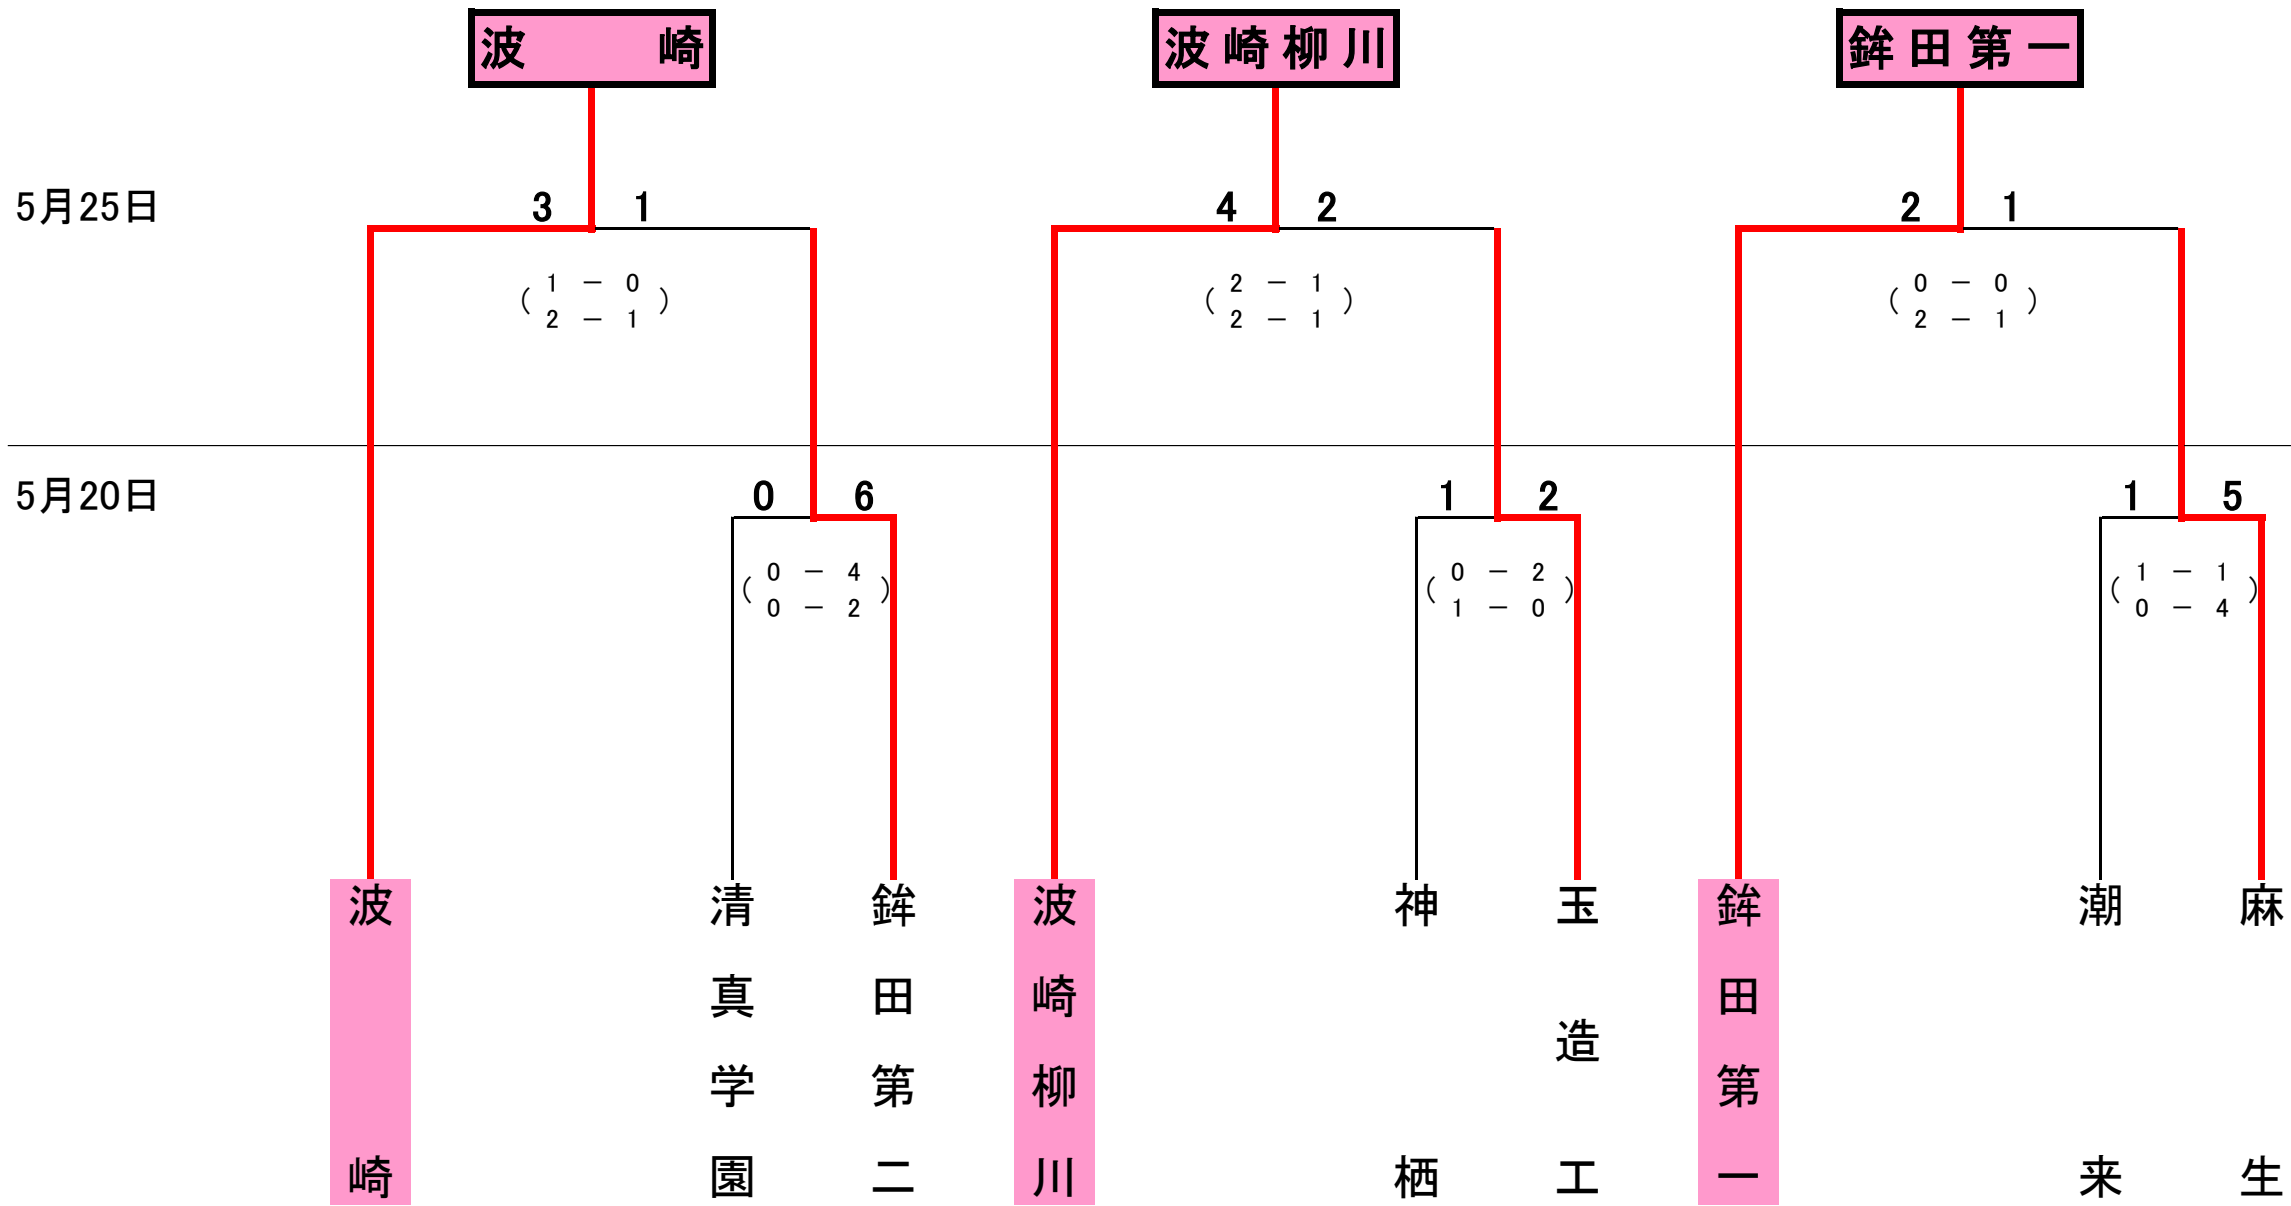 波崎 波崎柳川 鉾田第一
5月25日 3 1 4 2 2 1
( 1 － 0 2 － 1 ) ( 2 － 1 2 － 1 ) ( 0 － 0 2 － 1 )
5月20日 0 6 1 2 1 5
( 0 － 4 0 － 2 ) ( 0 － 2 1 － 0 ) ( 1 － 1 0 － 4 )
波崎
清真学園
鉾田第二
波崎柳川
神栖
玉造工
鉾田第一
潮来
麻生